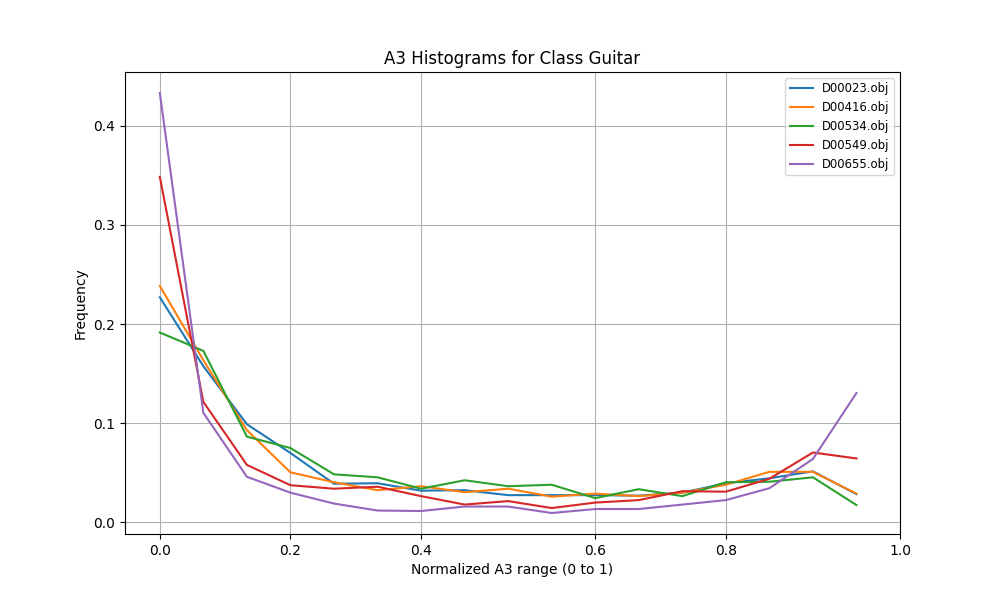 A3 Histograms for Class Guitar
D00023.obj
D00416.obj
D00534.obj
D00549.obj
D00655.obj
Frequency
0.4
0.3
0.2
0.1
0.0
0.0 0.2 0.4 0.6 0.8 1.0
Normalized A3 range (0 to 1)